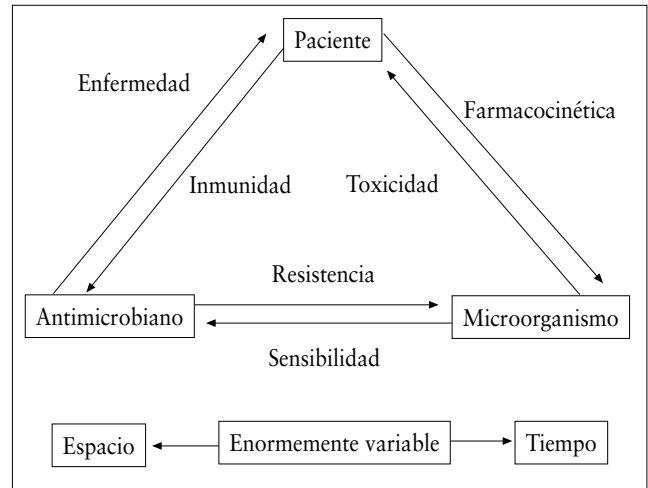 Paciente
Enfermedad
Farmacocinética
Inmunidad
Toxicidad
Resistencia
Antimicrobiano
Microorganismo
Sensibilidad
Espacio
Enormemente variable
Tiempo